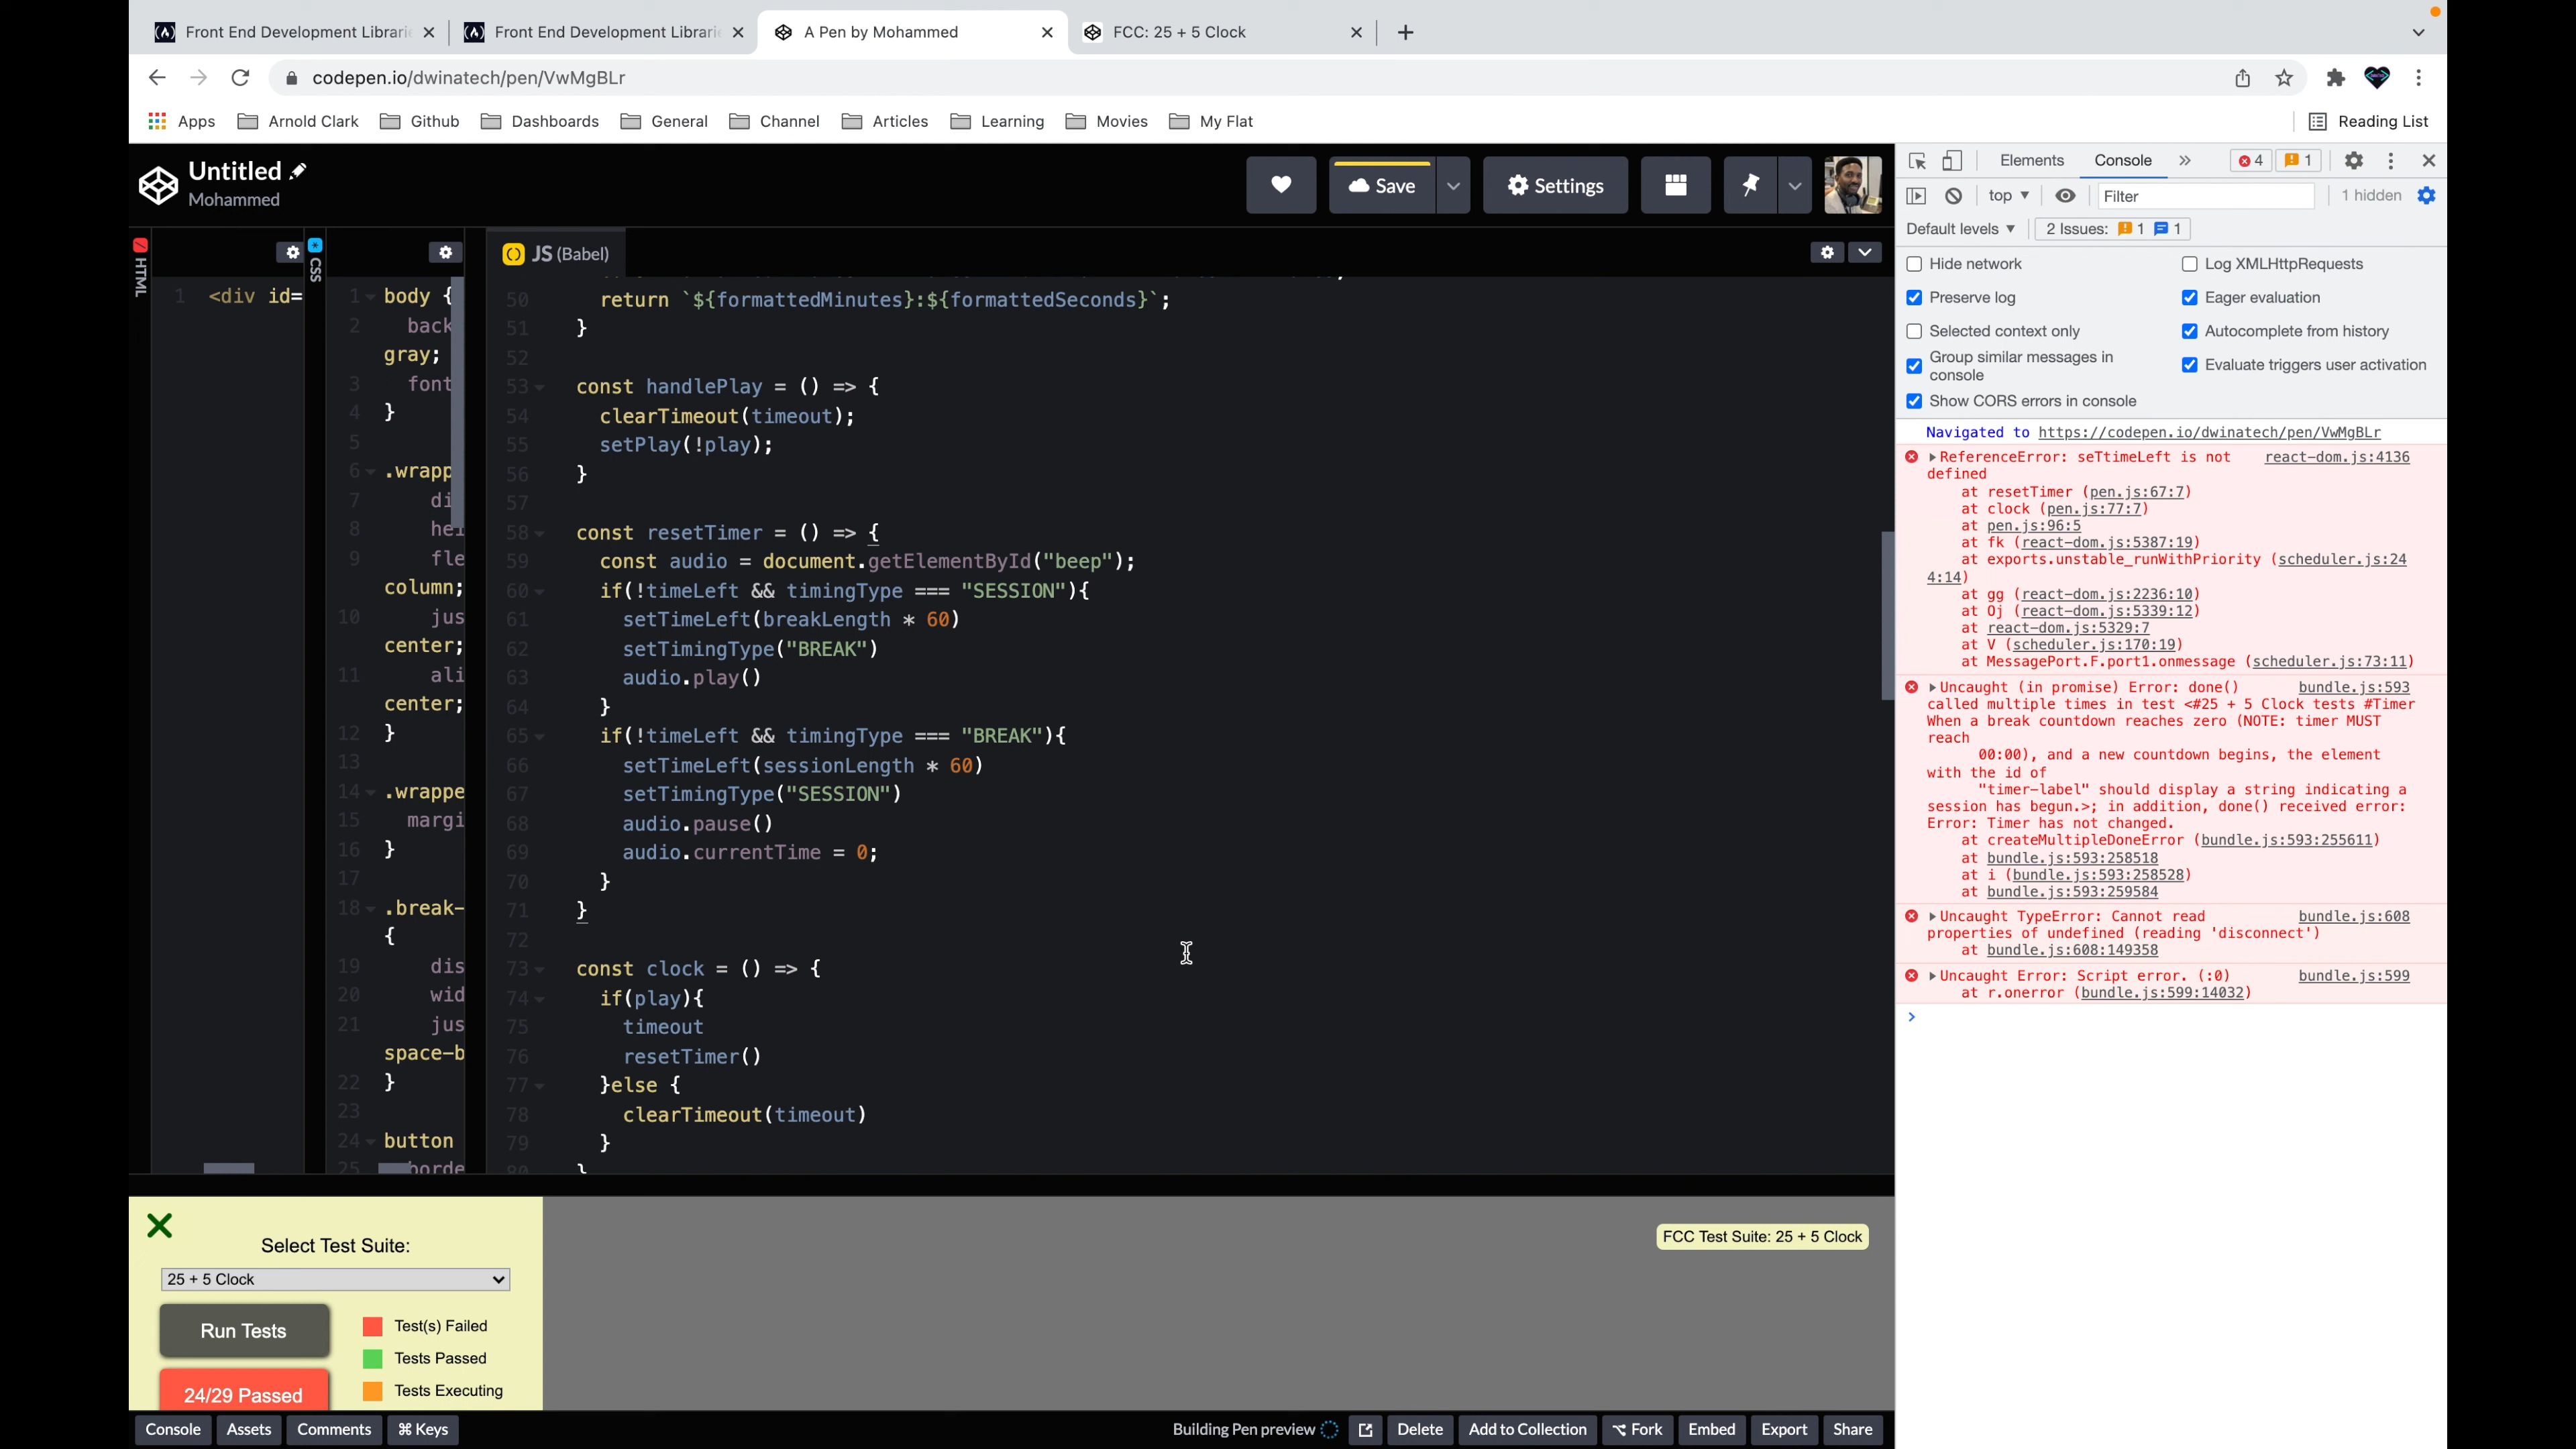 Front End Development Librarie
Front End Development Librarie
A Pen by Mohammed
FCC: 25 + 5 Clock
codepen.io/dwinatech/pen/VwMgBLr
Apps
Arnold Clark
Github
Dashboards
General
Channel
Articles
Learning
Movies
My Flat
Reading List
Untitled
Mohammed
Save
Settings
HTML
1 <div id=
CSS
1 body {
2 back
gray;
3 font
4 }
5
6 .wrapp
7 di
8 hei
9 fle
column;
10 jus
center;
11 ali
center;
12 }
13
14 .wrappe
15 margi
16 }
17
18 .break-
{
19 dis
20 wid
21 jus
space-b
22 }
23
24 button
25 borde
JS (Babel)
50 return `${formattedMinutes}:${formattedSeconds}`;
51 }
52
53 const handlePlay = () => {
54 clearTimeout(timeout);
55 setPlay(!play);
56 }
57
58 const resetTimer = () => {
59 const audio = document.getElementById("beep");
60 if(!timeLeft && timingType === "SESSION"){
61 setTimeLeft(breakLength * 60)
62 setTimingType("BREAK")
63 audio.play()
64 }
65 if(!timeLeft && timingType === "BREAK"){
66 setTimeLeft(sessionLength * 60)
67 setTimingType("SESSION")
68 audio.pause()
69 audio.currentTime = 0;
70 }
71 }
72
73 const clock = () => {
74 if(play){
75 timeout
76 resetTimer()
77 }else {
78 clearTimeout(timeout)
79 }
80 }
Elements
Console
4
1
top
Filter
1 hidden
Default levels
2 Issues: 1 1
Hide network
Log XMLHttpRequests
Preserve log
Eager evaluation
Selected context only
Autocomplete from history
Group similar messages in
console
Evaluate triggers user activation
Show CORS errors in console
Navigated to https://codepen.io/dwinatech/pen/VwMgBLr
ReferenceError: seTtimeLeft is not react-dom.js:4136
defined
at resetTimer (pen.js:67:7)
at clock (pen.js:77:7)
at pen.js:96:5
at fk (react-dom.js:5387:19)
at exports.unstable_runWithPriority (scheduler.js:24
4:14)
at gg (react-dom.js:2236:10)
at Oj (react-dom.js:5339:12)
at react-dom.js:5329:7
at V (scheduler.js:170:19)
at MessagePort.F.port1.onmessage (scheduler.js:73:11)
Uncaught (in promise) Error: done() bundle.js:593
called multiple times in test <#25 + 5 Clock tests #Timer
When a break countdown reaches zero (NOTE: timer MUST
reach
00:00), and a new countdown begins, the element
with the id of
"timer-label" should display a string indicating a
session has begun.>; in addition, done() received error:
Error: Timer has not changed.
at createMultipleDoneError (bundle.js:593:255611)
at bundle.js:593:258518
at i (bundle.js:593:258528)
at bundle.js:593:259584
Uncaught TypeError: Cannot read bundle.js:608
properties of undefined (reading 'disconnect')
at bundle.js:608:149358
Uncaught Error: Script error. (:0) bundle.js:599
at r.onerror (bundle.js:599:14032)
Select Test Suite:
25 + 5 Clock
Run Tests
24/29 Passed
Test(s) Failed
Tests Passed
Tests Executing
FCC Test Suite: 25 + 5 Clock
Console
Assets
Comments
⌘ Keys
Building Pen preview
Delete
Add to Collection
Fork
Embed
Export
Share